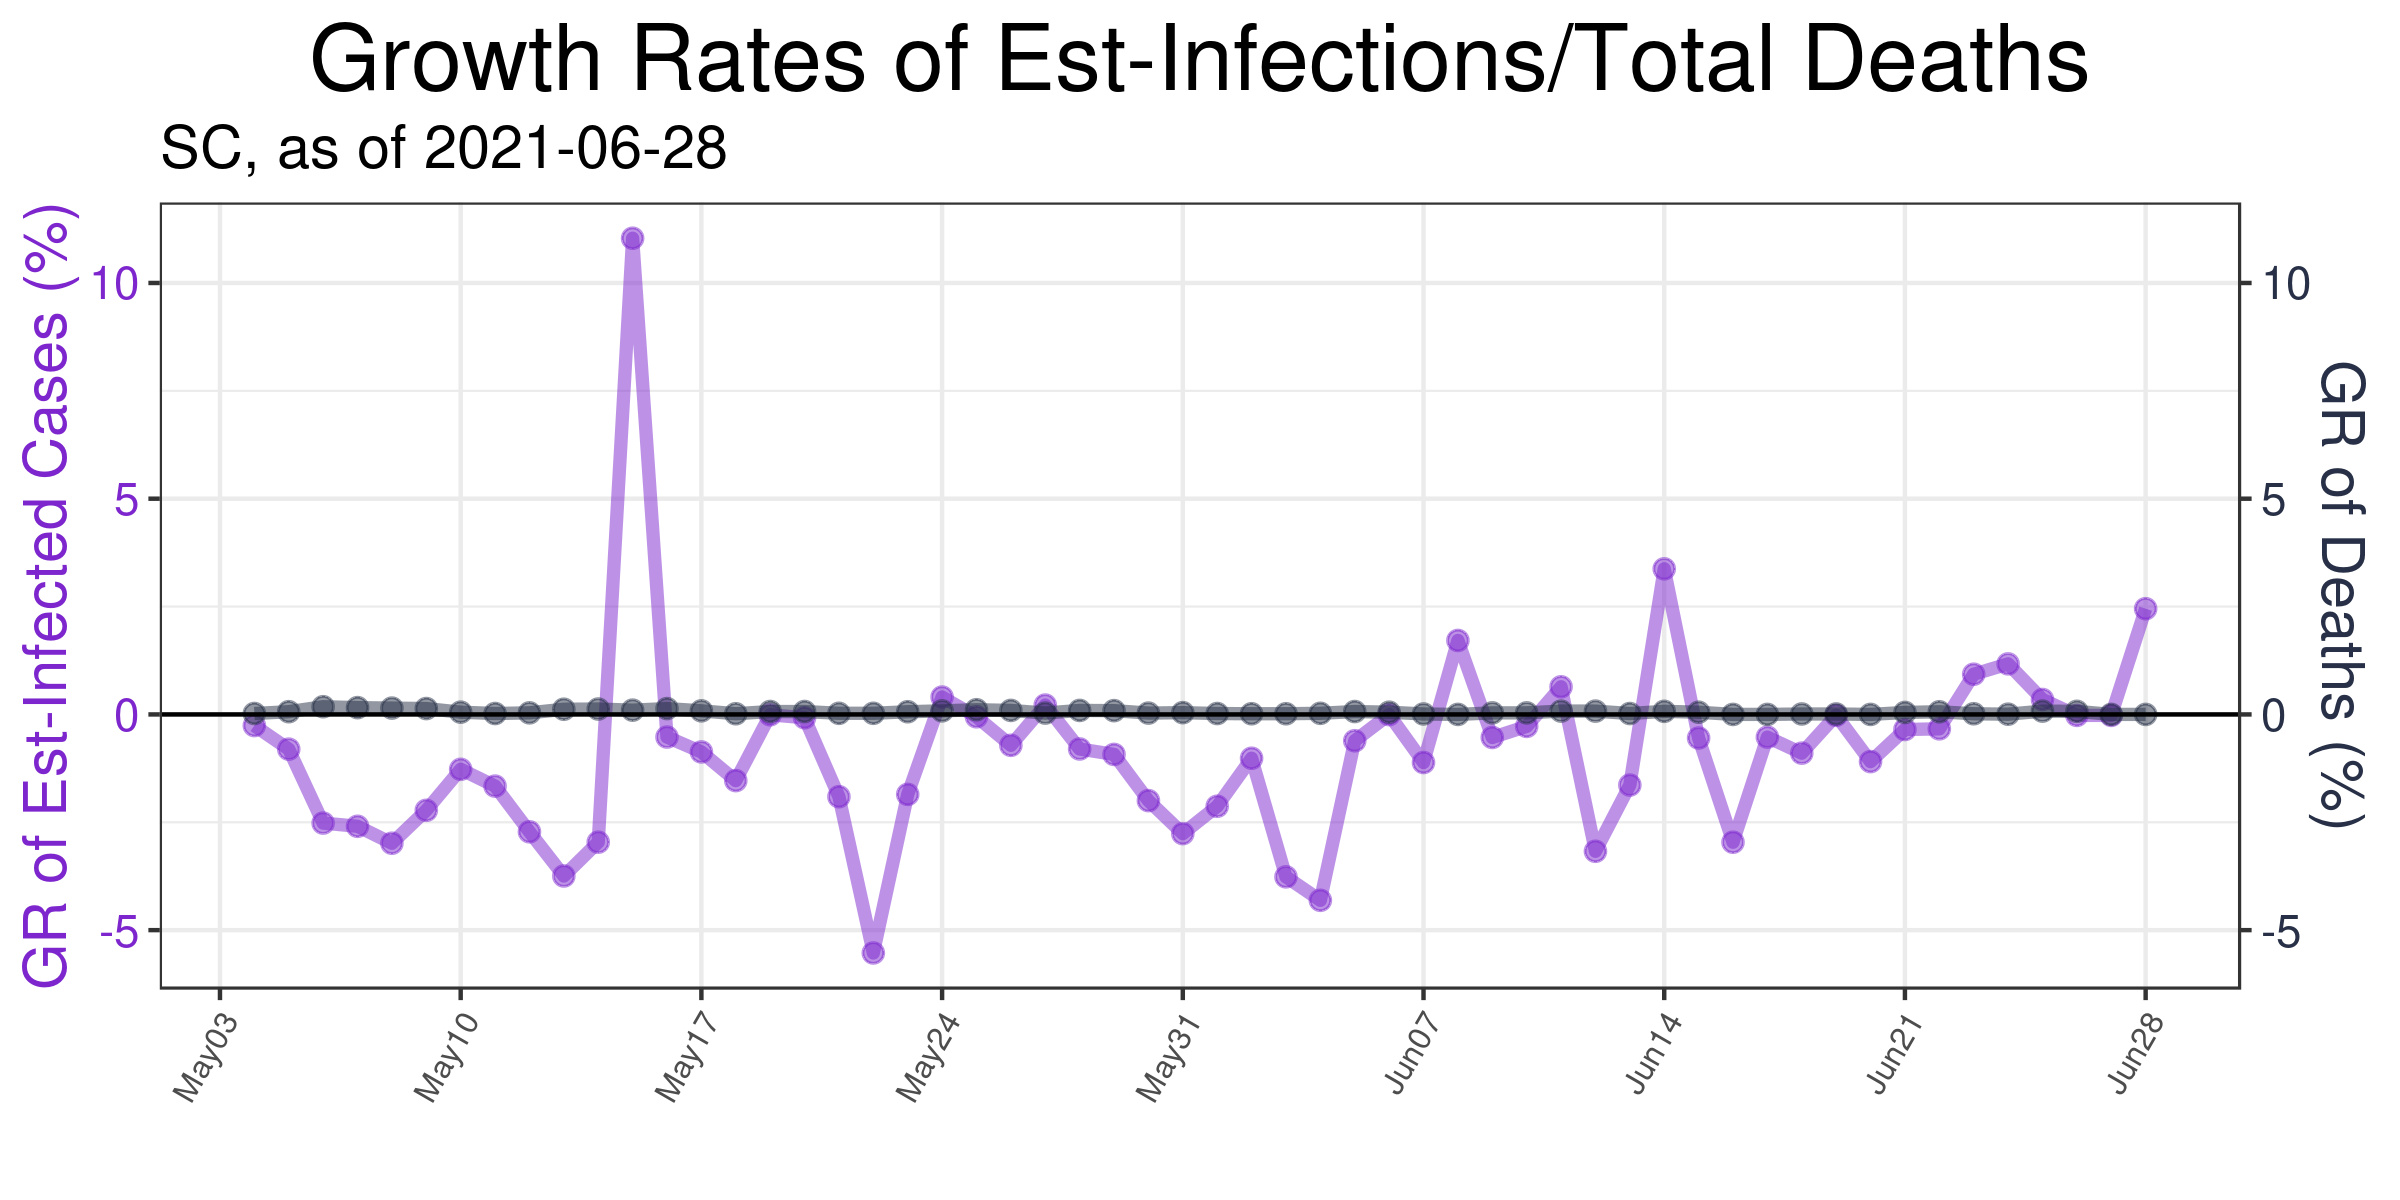 Growth Rates of Est-Infections/Total Deaths
SC, as of 2021-06-28
GR of Est-Infected Cases (%)
10
5
0
-5
10
5
0
-5
GR of Deaths (%)
May03
May10
May17
May24
May31
Jun07
Jun14
Jun21
Jun28